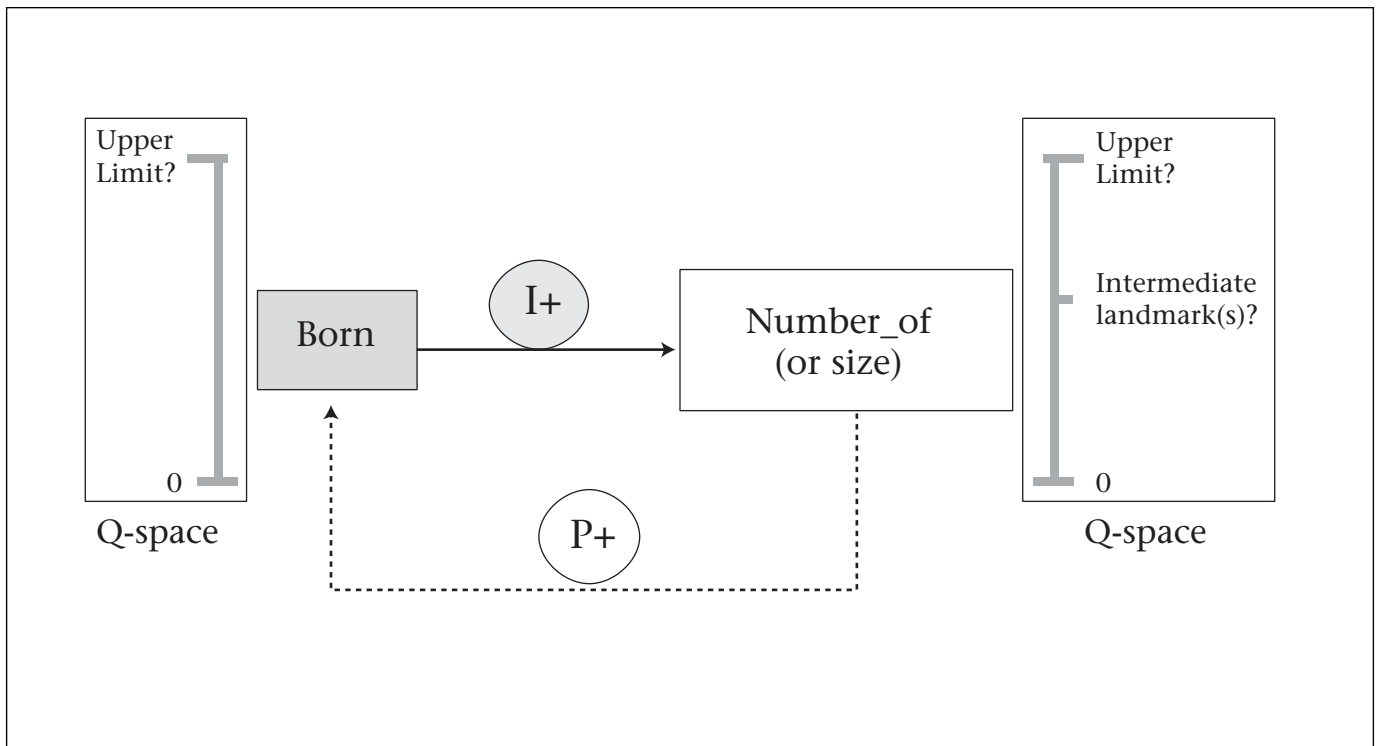 Upper
Limit?
0
Q-space
Born
I+
Number_of
(or size)
P+
Upper
Limit?
Intermediate
landmark(s)?
0
Q-space